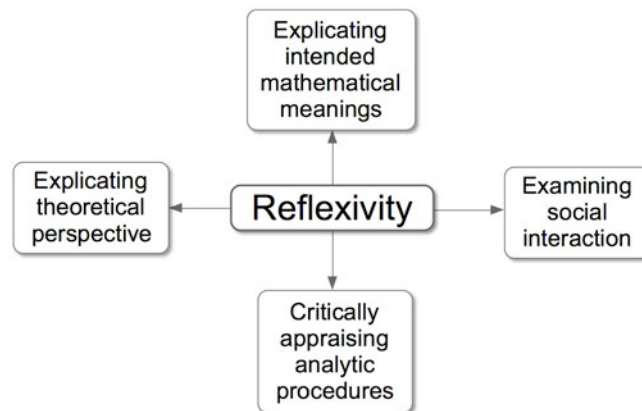 Explicating
intended
mathematical
meanings
Explicating
theoretical
perspective
Reflexivity
Examining
social
interaction
Critically
appraising
analytic
procedures